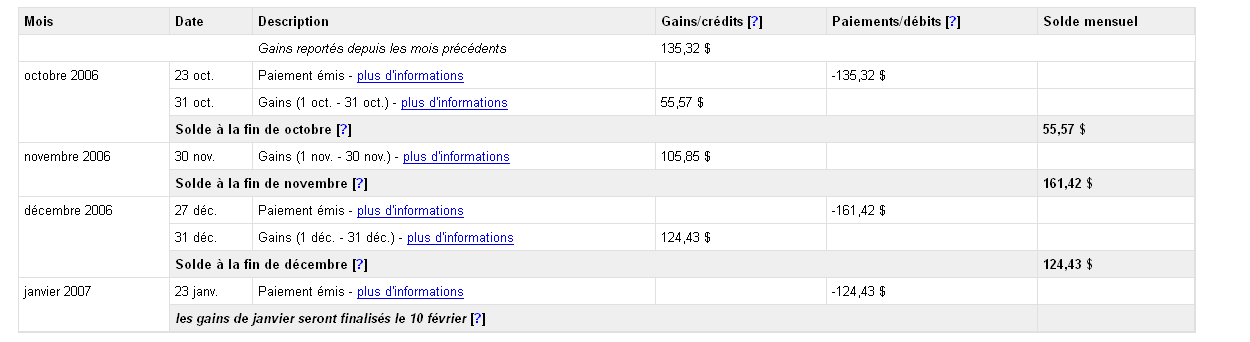 Mois Date Description Gains/crédits [?] Paiements/débits [?] Solde mensuel
Gains reportés depuis les mois précédents 135,32 $
octobre 2006 23 oct. Paiement émis - plus d'informations -135,32 $
31 oct. Gains (1 oct. - 31 oct.) - plus d'informations 55,57 $
Solde à la fin de octobre [?] 55,57 $
novembre 2006 30 nov. Gains (1 nov. - 30 nov.) - plus d'informations 105,85 $
Solde à la fin de novembre [?] 161,42 $
décembre 2006 27 déc. Paiement émis - plus d'informations -161,42 $
31 déc. Gains (1 déc. - 31 déc.) - plus d'informations 124,43 $
Solde à la fin de décembre [?] 124,43 $
janvier 2007 23 janv. Paiement émis - plus d'informations -124,43 $
les gains de janvier seront finalisés le 10 février [?]